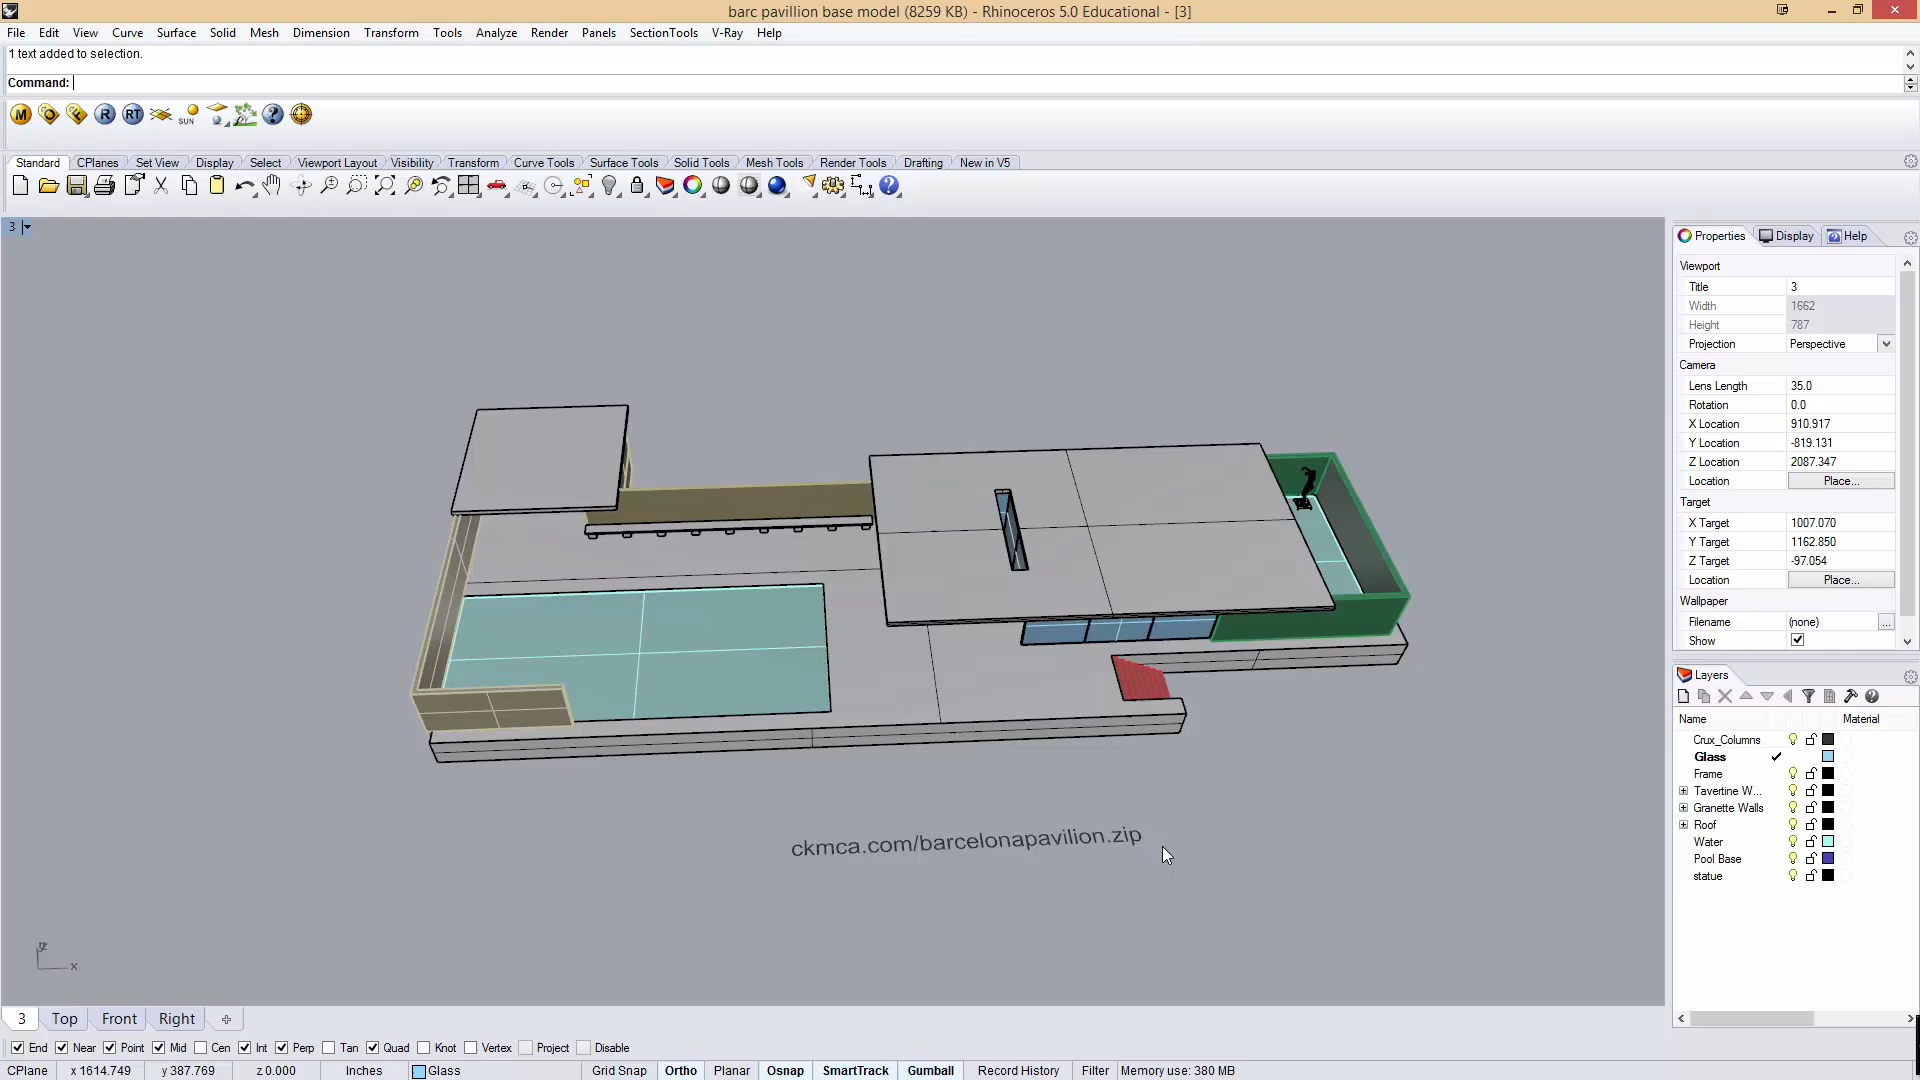 barc pavillion base model (8259 KB) - Rhinoceros 5.0 Educational - [3]
File Edit View Curve Surface Solid Mesh Dimension Transform Tools Analyze Render Panels SectionTools V-Ray Help
1 text added to selection.
Command:
M O R RT SUN ?
Standard CPlanes Set View Display Select Viewport Layout Visibility Transform Curve Tools Surface Tools Solid Tools Mesh Tools Render Tools Drafting New in V5
3
Properties Display Help
Viewport
Title 3
Width 1662
Height 787
Projection Perspective
Camera
Lens Length 35.0
Rotation 0.0
X Location 910.917
Y Location -819.131
Z Location 2087.347
Location Place...
Target
X Target 1007.070
Y Target 1162.850
Z Target -97.054
Location Place...
Wallpaper
Filename (none) ...
Show
Layers
Name Material
Crux_Columns
Glass
Frame
Tavertine W...
Granette Walls
Roof
Water
Pool Base
statue
ckmca.com/barcelonapavilion.zip
x
3 Top Front Right
End Near Point Mid Cen Int Perp Tan Quad Knot Vertex Project Disable
CPlane x 1614.749 y 387.769 z 0.000 Inches Glass Grid Snap Ortho Planar Osnap SmartTrack Gumball Record History Filter Memory use: 380 MB